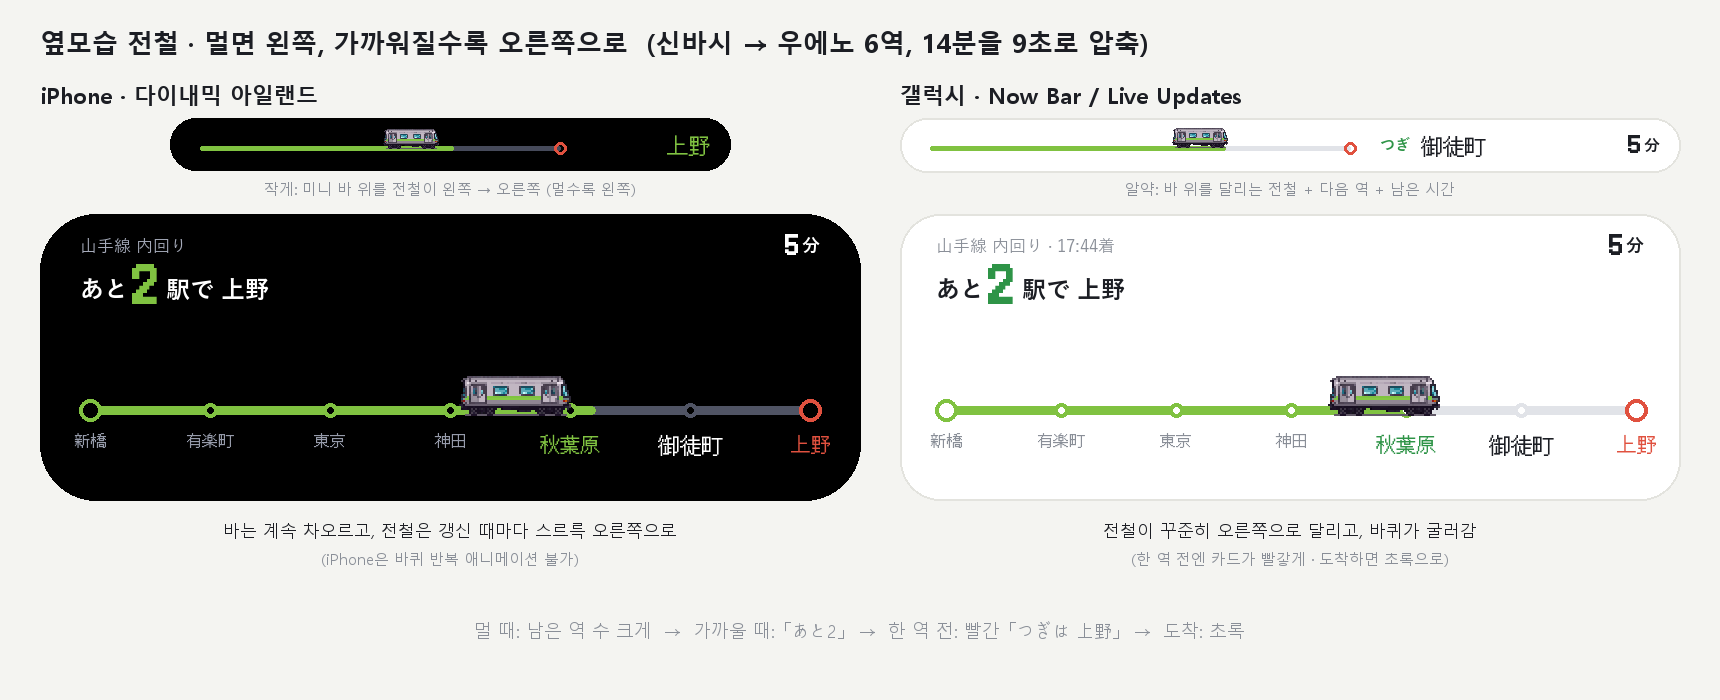 옆모습 전철 · 멀면 왼쪽, 가까워질수록 오른쪽으로 (신바시 → 우에노 6역, 14분을 9초로 압축)
iPhone · 다이내믹 아일랜드
上野
작게: 미니 바 위를 전철이 왼쪽 → 오른쪽 (멀수록 왼쪽)
山手線 内回り
5分
あと2駅で 上野
新橋 有楽町 東京 神田 秋葉原 御徒町 上野
바는 계속 차오르고, 전철은 갱신 때마다 스르륵 오른쪽으로
(iPhone은 바퀴 반복 애니메이션 불가)
갤럭시 · Now Bar / Live Updates
つぎ 御徒町 5分
알약: 바 위를 달리는 전철 + 다음 역 + 남은 시간
山手線 内回り · 17:44着
5分
あと2駅で 上野
新橋 有楽町 東京 神田 秋葉原 御徒町 上野
전철이 꾸준히 오른쪽으로 달리고, 바퀴가 굴러감
(한 역 전엔 카드가 빨갛게 · 도착하면 초록으로)
멀 때: 남은 역 수 크게 → 가까울 때:「あと2」 → 한 역 전: 빨간「つぎは 上野」 → 도착: 초록